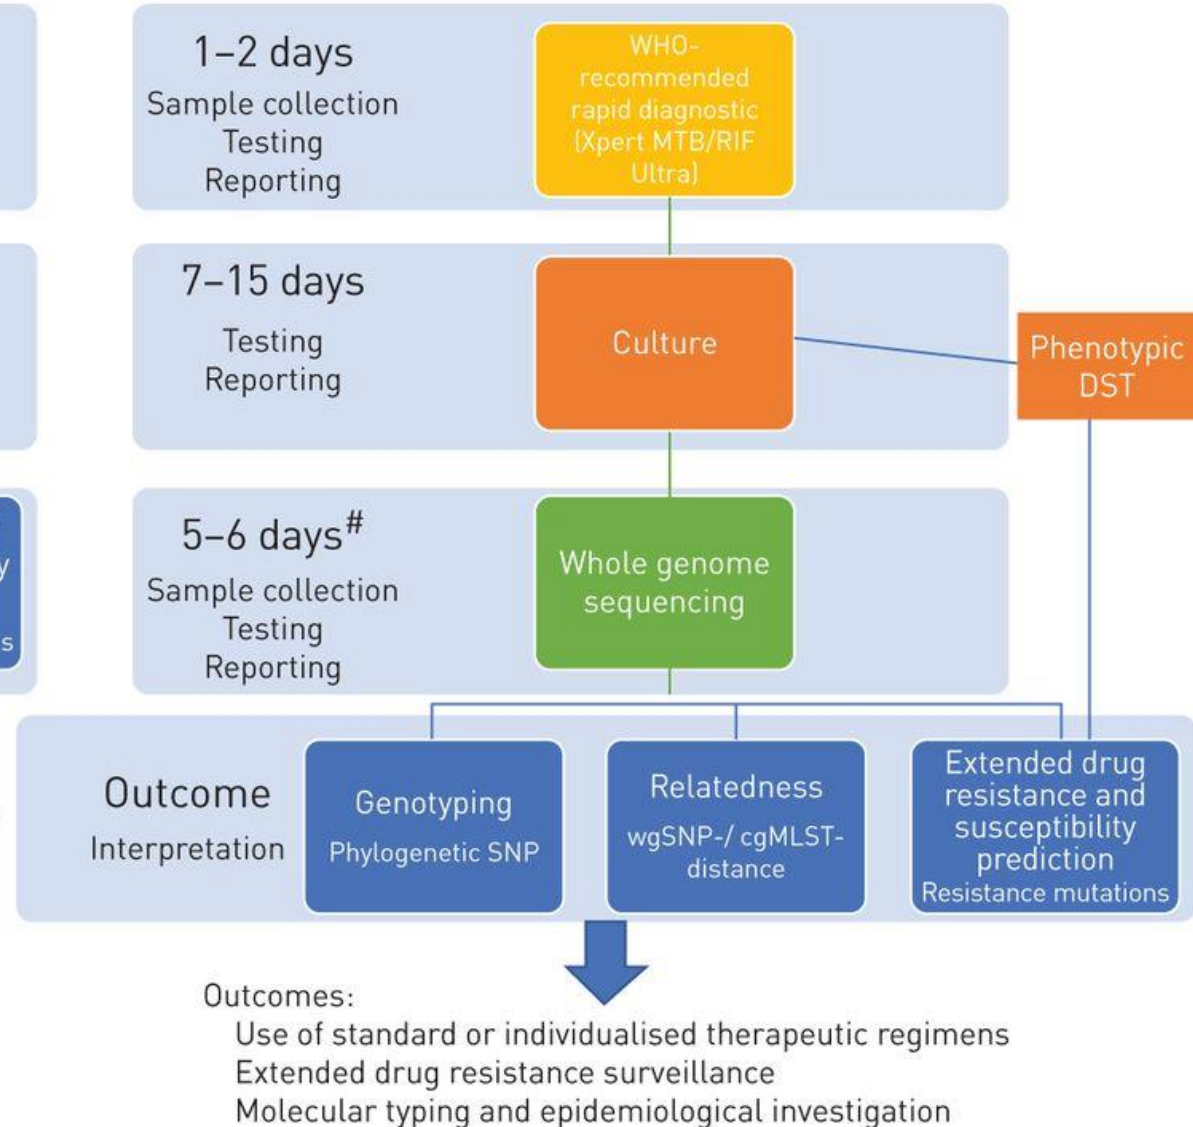 1–2 days
Sample collection
Testing
Reporting
WHO-
recommended
rapid diagnostic
(Xpert MTB/RIF
Ultra)
7–15 days
Testing
Reporting
Culture
Phenotypic
DST
5–6 days#
Sample collection
Testing
Reporting
Whole genome
sequencing
Outcome
Interpretation
Genotyping
Phylogenetic SNP
Relatedness
wgSNP-/ cgMLST-
distance
Extended drug
resistance and
susceptibility
prediction
Resistance mutations
Outcomes:
Use of standard or individualised therapeutic regimens
Extended drug resistance surveillance
Molecular typing and epidemiological investigation